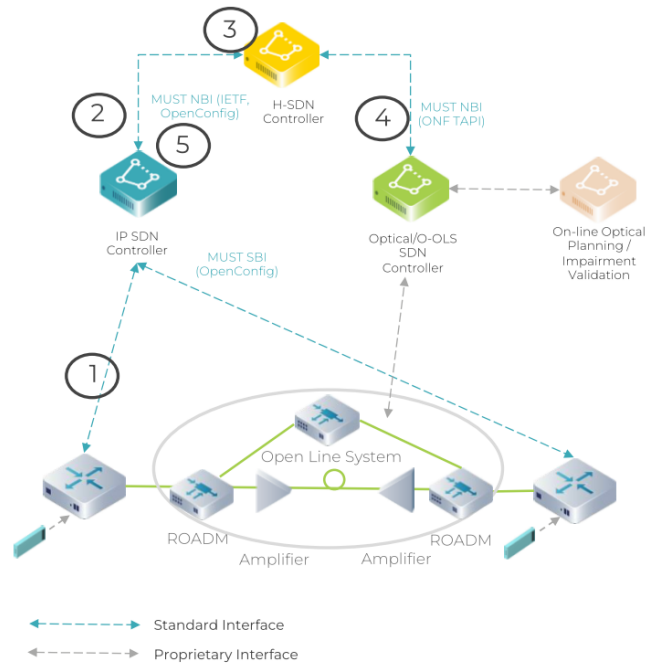 3
MUST NBI (IETF,
OpenConfig)
H-SDN
Controller
2
5
4
MUST NBI
(ONF TAPI)
IP SDN
Controller
MUST SBI
(OpenConfig)
Optical/O-OLS
SDN
Controller
On-line Optical
Planning /
Impairment
Validation
1
Open Line System
ROADM
Amplifier
Amplifier
ROADM
Standard Interface
Proprietary Interface